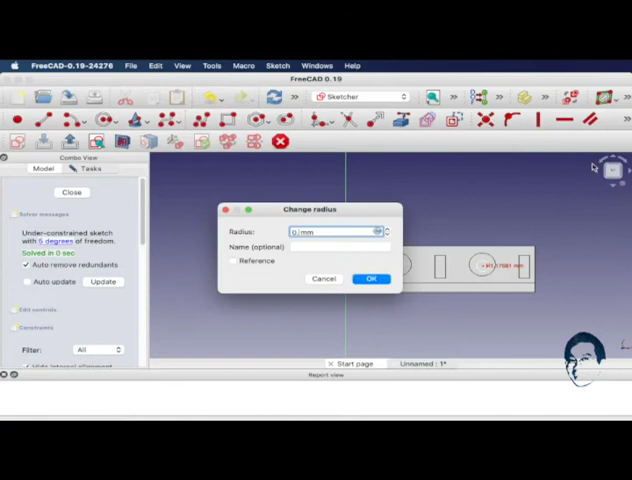 FreeCAD-0.19-24276 File Edit View Tools Macro Sketch Windows Help
FreeCAD 0.19
Sketcher
Combo View
Model Tasks
Close
Solver messages
Under-constrained sketch
with 5 degrees of freedom.
Solved in 0 sec
Auto remove redundants
Auto update Update
Edit controls
Constraints
Filter: All
Change radius
Radius: 0. mm
Name (optional)
Reference
Cancel OK
Start page Unnamed : 1*
Report view